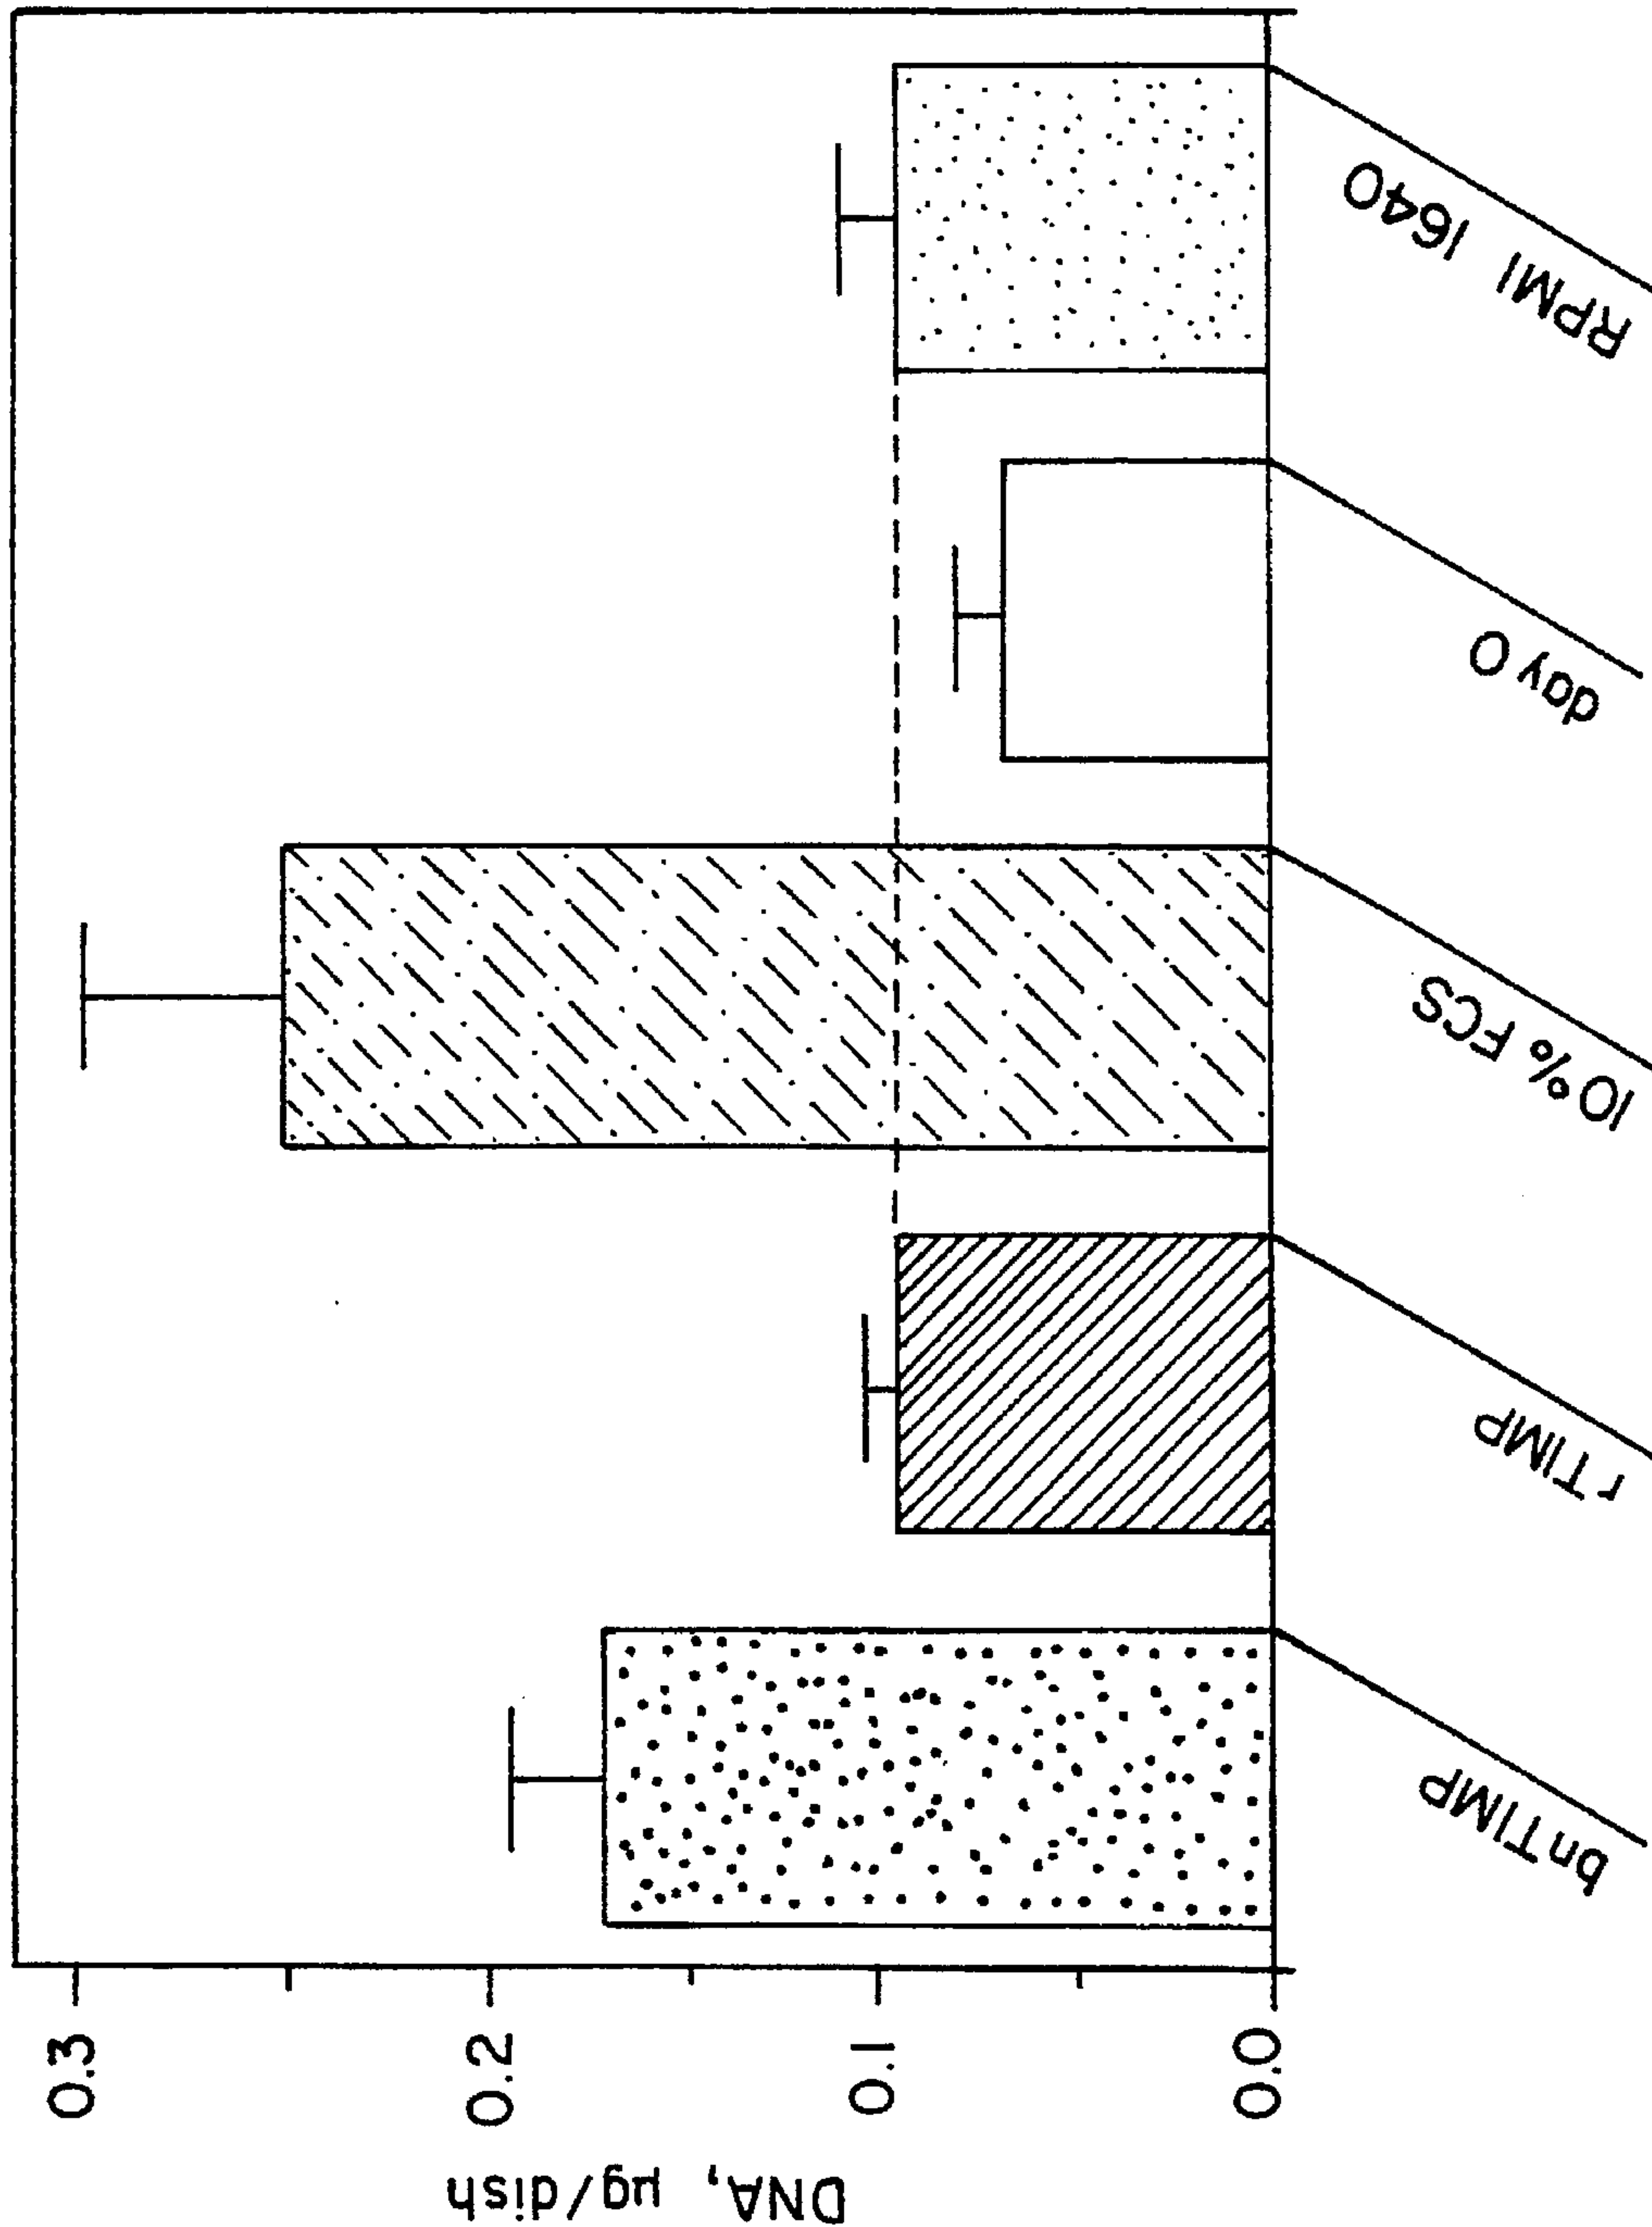 DNA, µg/dish
0.3
0.2
0.1
0.0
bnTIMP
rTIMP
10 % FCS
day 0
RPMI 1640